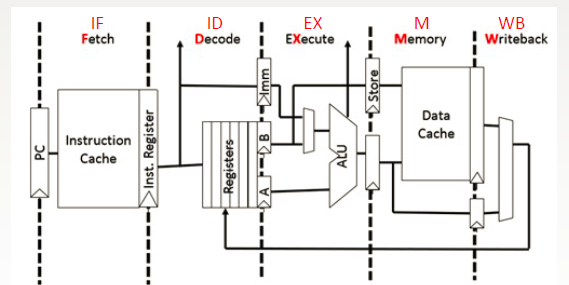 IF ID EX M WB
Fetch Decode EXecute Memory Writeback
PC
Instruction
Cache
Inst. Register
Registers
Imm
B
A
ALU
Store
Data
Cache